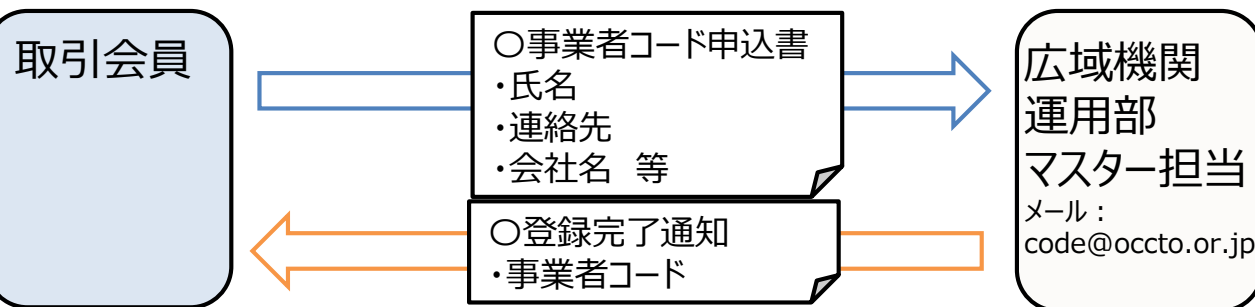 取引会員
〇事業者コード申込書
・氏名
・連絡先
・会社名　等
〇登録完了通知
・事業者コード
広域機関
運用部
マスター担当
メール：
code@occto.or.jp